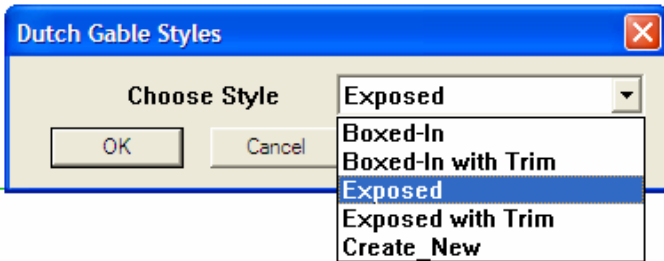 Dutch Gable Styles
Choose Style Exposed
OK Cancel
Boxed-In
Boxed-In with Trim
Exposed
Exposed with Trim
Create_New